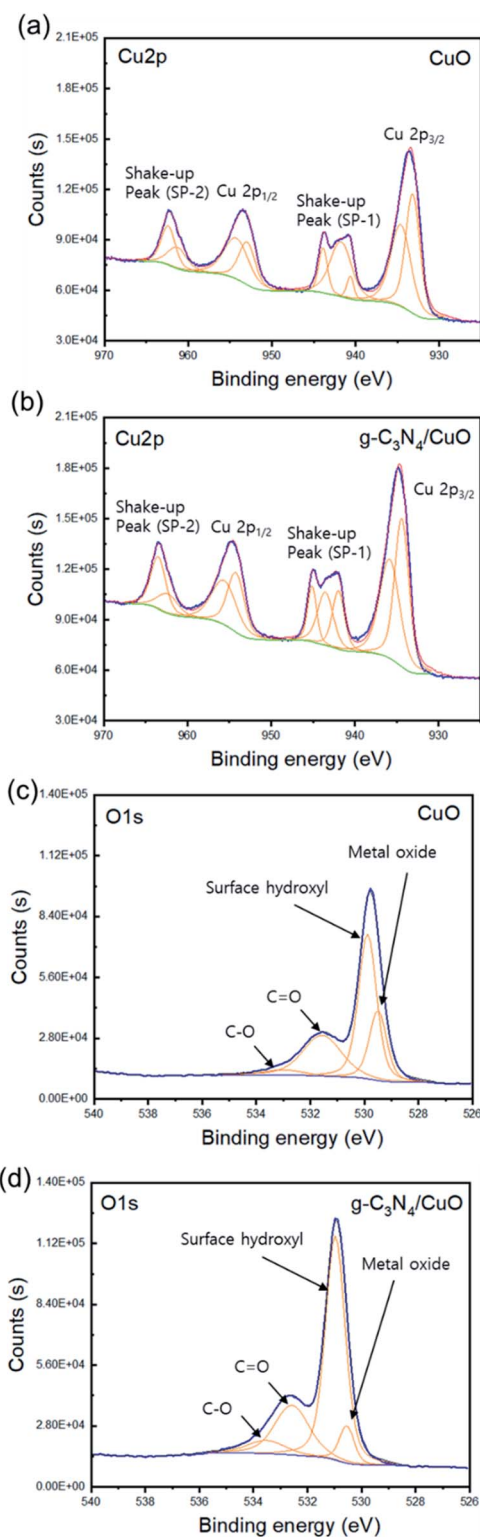 (a)
Cu2p
CuO
Counts (s)
2.1E+05
1.8E+05
1.5E+05
1.2E+05
9.0E+04
6.0E+04
3.0E+04
Shake-up
Peak (SP-2)
Cu 2p1/2
Shake-up
Peak (SP-1)
Cu 2p3/2
970
960
950
940
930
Binding energy (eV)
(b)
Cu2p
g-C3N4/CuO
Counts (s)
2.1E+05
1.8E+05
1.5E+05
1.2E+05
9.0E+04
6.0E+04
3.0E+04
Shake-up
Peak (SP-2)
Cu 2p1/2
Shake-up
Peak (SP-1)
Cu 2p3/2
970
960
950
940
930
Binding energy (eV)
(c)
O1s
CuO
Counts (s)
1.40E+05
1.12E+05
8.40E+04
5.60E+04
2.80E+04
0.00E+00
Metal oxide
Surface hydroxyl
C=O
C-O
540
538
536
534
532
530
528
526
Binding energy (eV)
(d)
O1s
g-C3N4/CuO
Counts (s)
1.40E+05
1.12E+05
8.40E+04
5.60E+04
2.80E+04
0.00E+00
Surface hydroxyl
Metal oxide
C=O
C-O
540
538
536
534
532
530
528
526
Binding energy (eV)